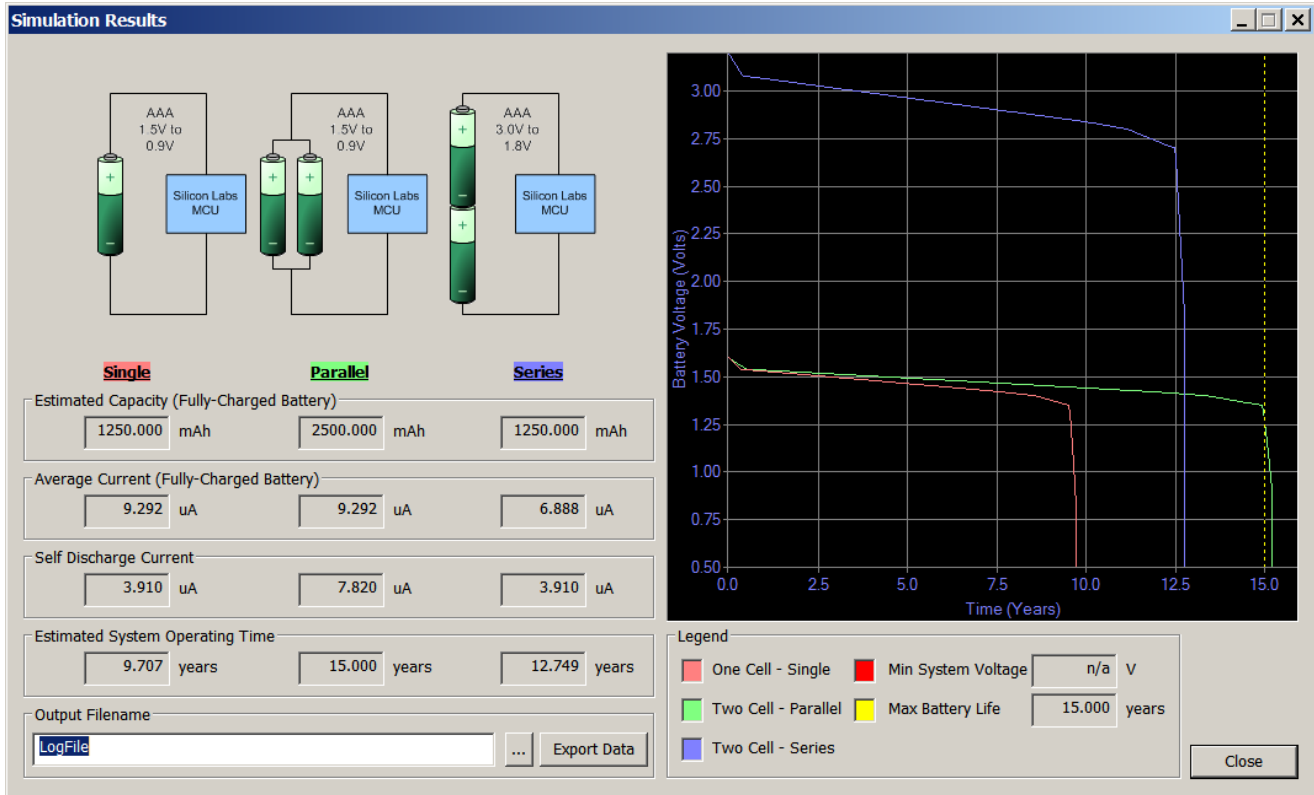 Simulation Results
AAA
1.5V to
0.9V
+
−
Silicon Labs
MCU
AAA
1.5V to
0.9V
+ +
− −
Silicon Labs
MCU
AAA
3.0V to
1.8V
+
−
+
−
Silicon Labs
MCU
Single Parallel Series
Estimated Capacity (Fully-Charged Battery)
1250.000 mAh 2500.000 mAh 1250.000 mAh
Average Current (Fully-Charged Battery)
9.292 uA 9.292 uA 6.888 uA
Self Discharge Current
3.910 uA 7.820 uA 3.910 uA
Estimated System Operating Time
9.707 years 15.000 years 12.749 years
Output Filename
LogFile ... Export Data
Battery Voltage (Volts)
3.00
2.75
2.50
2.25
2.00
1.75
1.50
1.25
1.00
0.75
0.50
0.0 2.5 5.0 7.5 10.0 12.5 15.0
Time (Years)
Legend
One Cell - Single Min System Voltage n/a V
Two Cell - Parallel Max Battery Life 15.000 years
Two Cell - Series
Close